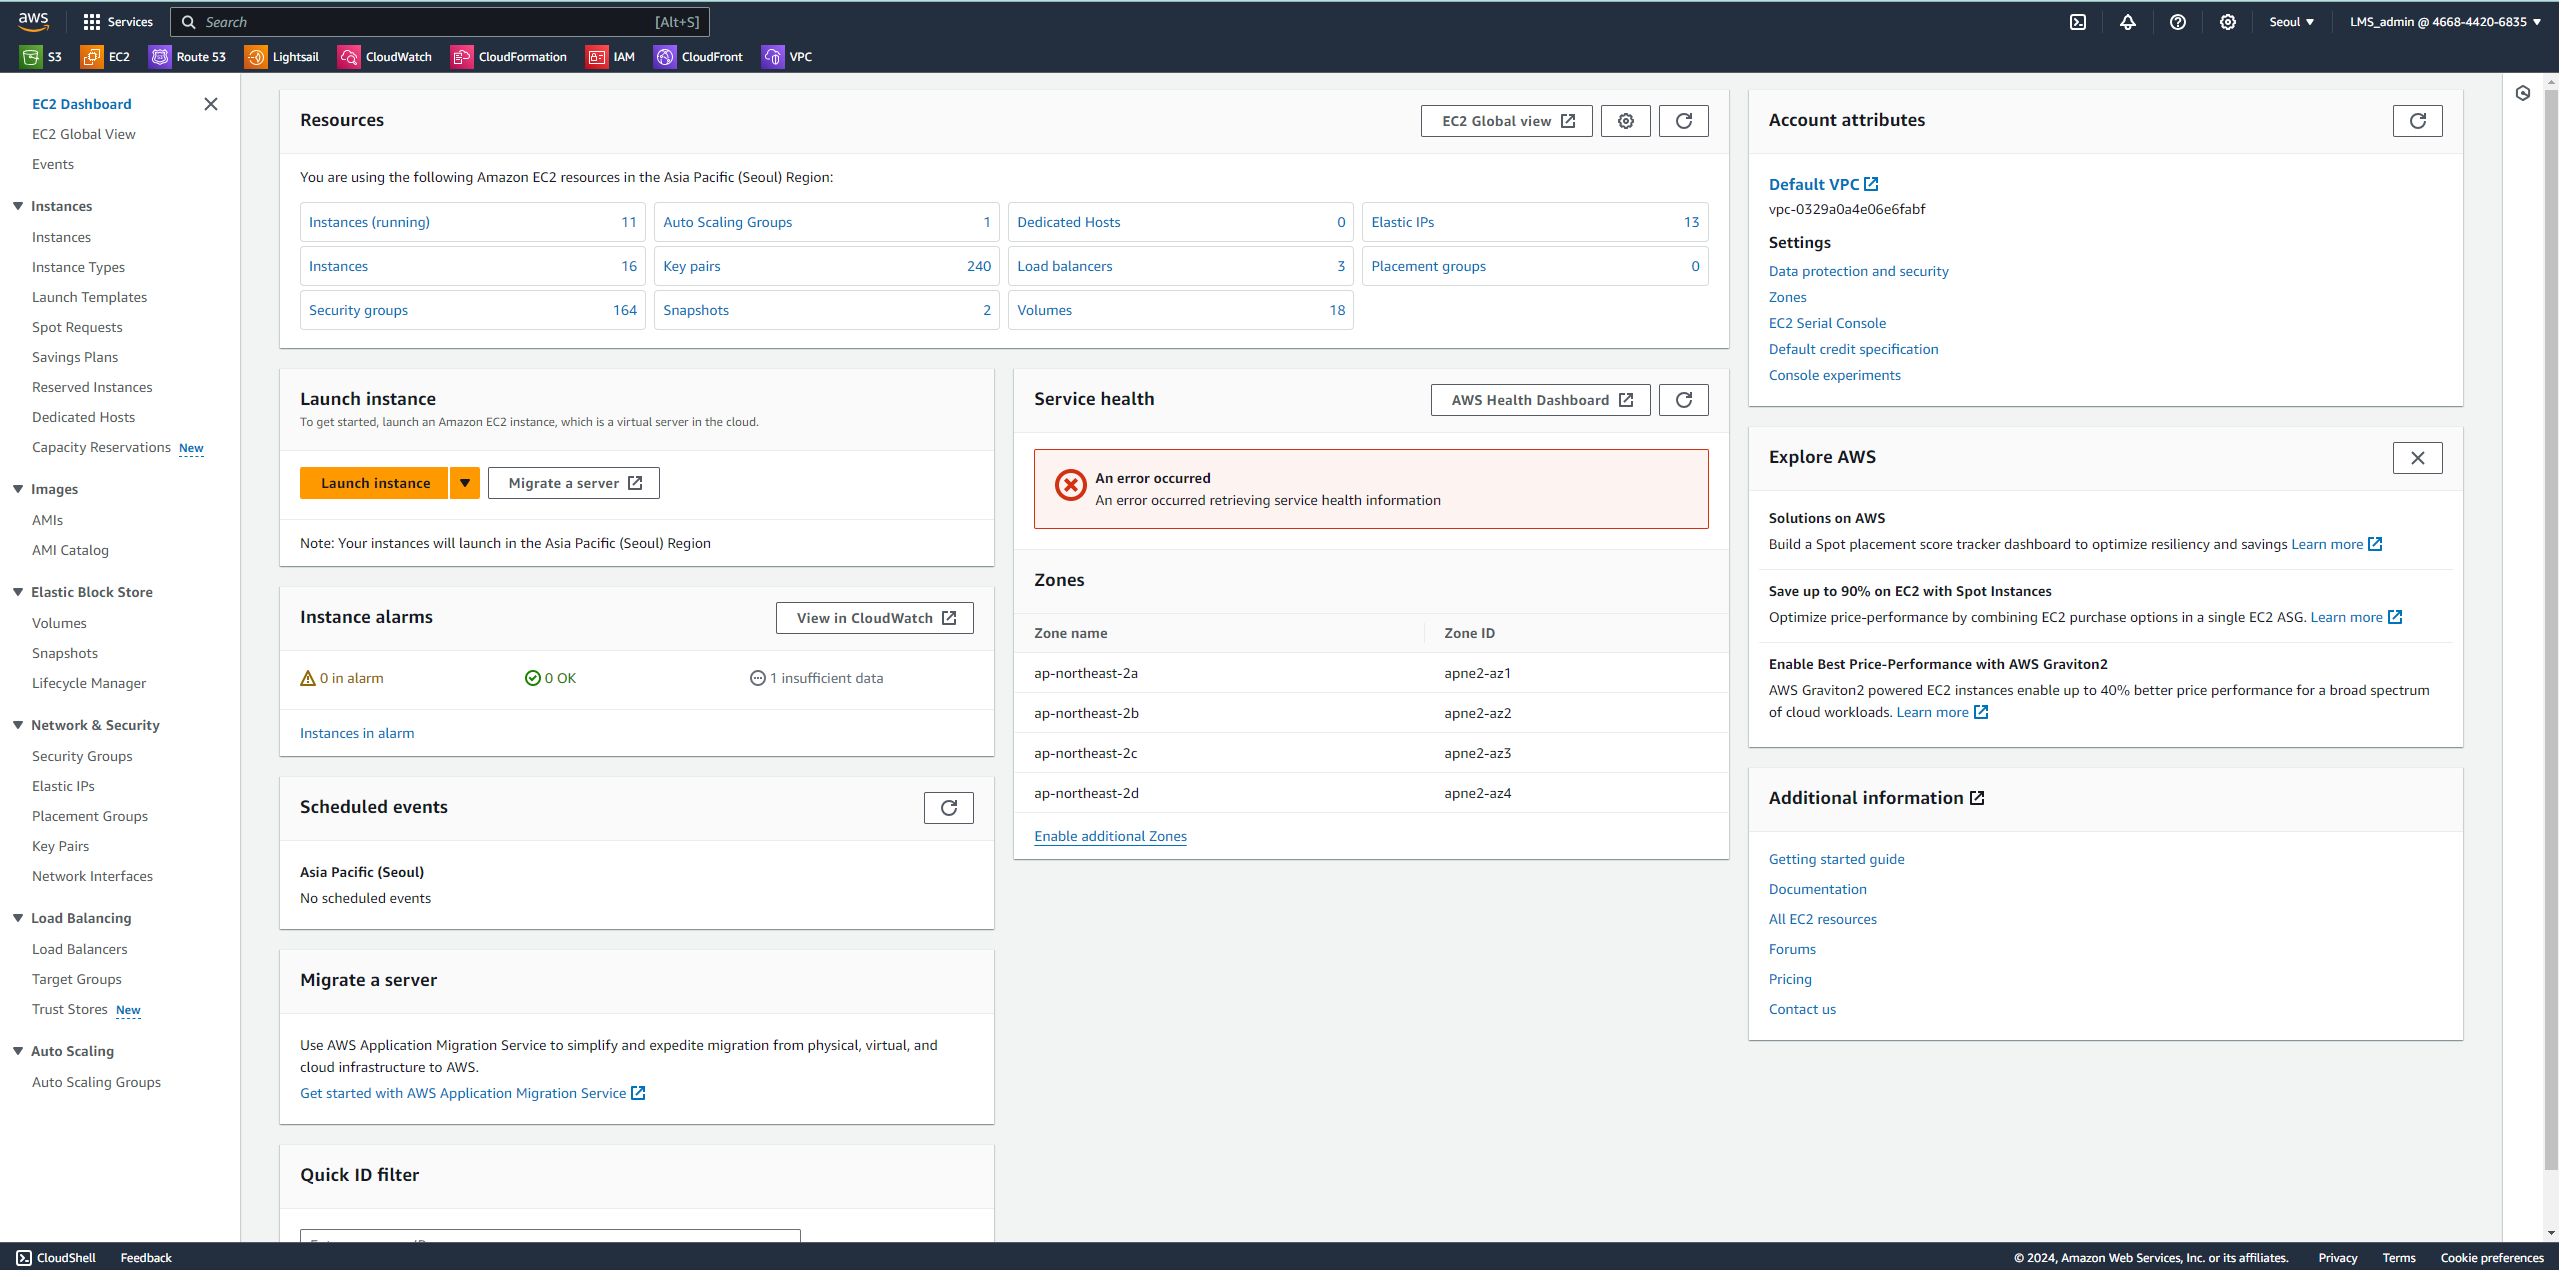 aws
Services
Search
[Alt+S]
Seoul
LMS_admin @ 4668-4420-6835
S3
EC2
Route 53
Lightsail
CloudWatch
CloudFormation
IAM
CloudFront
VPC
EC2 Dashboard
EC2 Global View
Events
Instances
Instances
Instance Types
Launch Templates
Spot Requests
Savings Plans
Reserved Instances
Dedicated Hosts
Capacity Reservations New
Images
AMIs
AMI Catalog
Elastic Block Store
Volumes
Snapshots
Lifecycle Manager
Network & Security
Security Groups
Elastic IPs
Placement Groups
Key Pairs
Network Interfaces
Load Balancing
Load Balancers
Target Groups
Trust Stores New
Auto Scaling
Auto Scaling Groups
Resources
EC2 Global view
You are using the following Amazon EC2 resources in the Asia Pacific (Seoul) Region:
Instances (running) 11
Auto Scaling Groups 1
Dedicated Hosts 0
Elastic IPs 13
Instances 16
Key pairs 240
Load balancers 3
Placement groups 0
Security groups 164
Snapshots 2
Volumes 18
Launch instance
To get started, launch an Amazon EC2 instance, which is a virtual server in the cloud.
Launch instance
Migrate a server
Note: Your instances will launch in the Asia Pacific (Seoul) Region
Instance alarms
View in CloudWatch
0 in alarm
0 OK
1 insufficient data
Instances in alarm
Scheduled events
Asia Pacific (Seoul)
No scheduled events
Migrate a server
Use AWS Application Migration Service to simplify and expedite migration from physical, virtual, and
cloud infrastructure to AWS.
Get started with AWS Application Migration Service
Quick ID filter
Service health
AWS Health Dashboard
An error occurred
An error occurred retrieving service health information
Zones
Zone name
Zone ID
ap-northeast-2a
apne2-az1
ap-northeast-2b
apne2-az2
ap-northeast-2c
apne2-az3
ap-northeast-2d
apne2-az4
Enable additional Zones
Account attributes
Default VPC
vpc-0329a0a4e06e6fabf
Settings
Data protection and security
Zones
EC2 Serial Console
Default credit specification
Console experiments
Explore AWS
Solutions on AWS
Build a Spot placement score tracker dashboard to optimize resiliency and savings Learn more
Save up to 90% on EC2 with Spot Instances
Optimize price-performance by combining EC2 purchase options in a single EC2 ASG. Learn more
Enable Best Price-Performance with AWS Graviton2
AWS Graviton2 powered EC2 instances enable up to 40% better price performance for a broad spectrum
of cloud workloads. Learn more
Additional information
Getting started guide
Documentation
All EC2 resources
Forums
Pricing
Contact us
CloudShell
Feedback
© 2024, Amazon Web Services, Inc. or its affiliates.
Privacy
Terms
Cookie preferences